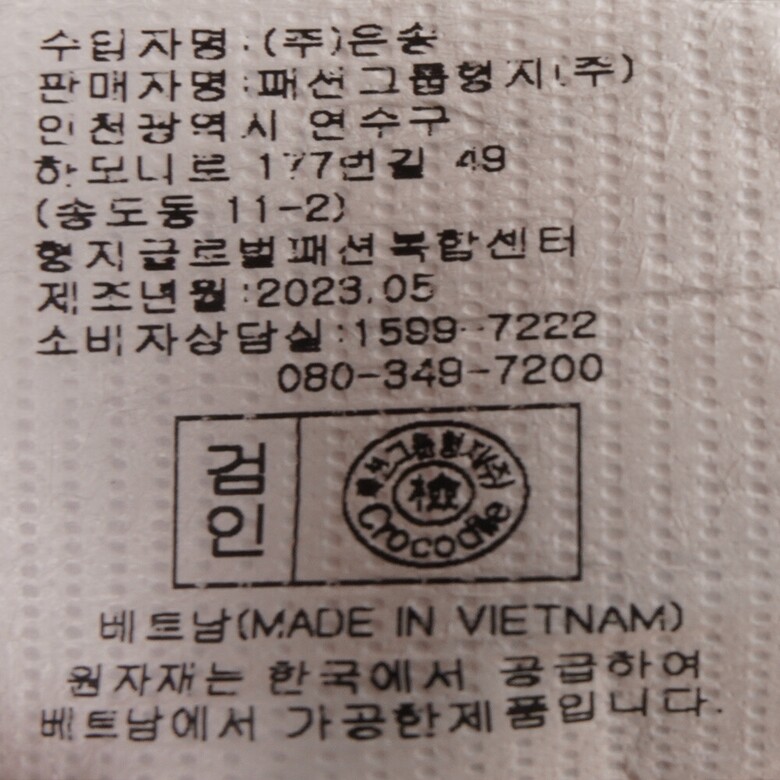 수입자명:(주)은송
판매자명:패션그룹형지(주)
인천광역시 연수구
하모니로 177번길 49
(송도동 11-2)
형지글로벌패션복합센터
제조년월:2023.05
소비자상담실:1599-7222
080-349-7200
검인
패션그룹형지(주)
檢
Crocodile
베트남(MADE IN VIETNAM)
원자재는 한국에서 공급하여
베트남에서 가공한제품입니다.